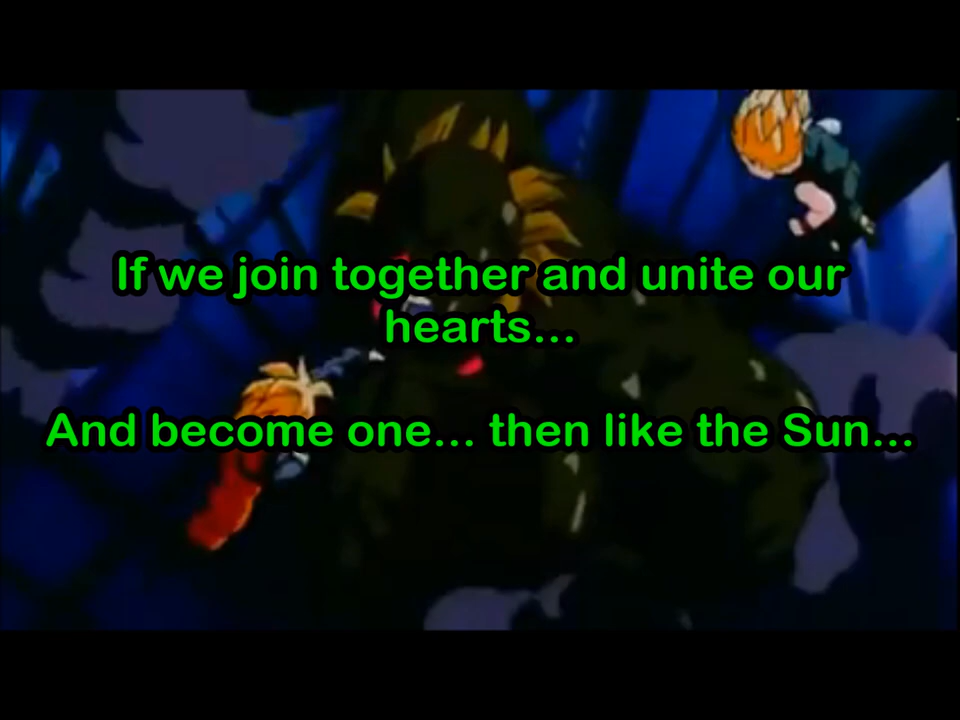 If we join together and unite our
hearts...
And become one... then like the Sun...